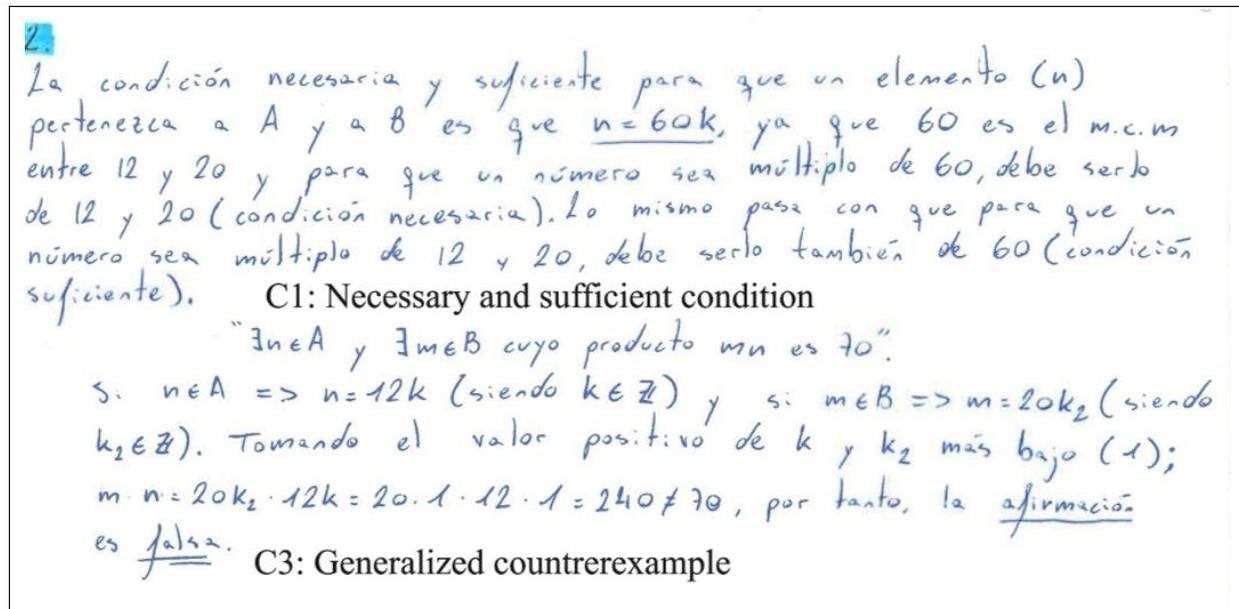 2.
La condición necesaria y suficiente para que un elemento (n)
pertenezca a A y a B es que n = 60k, ya que 60 es el m.c.m
entre 12 y 20 y para que un número sea múltiplo de 60, debe serlo
de 12 y 20 (condición necesaria). Lo mismo pasa con que para que un
número sea múltiplo de 12 y 20, debe serlo también de 60 (condición
suficiente). C1: Necessary and sufficient condition
"∃n∈A y ∃m∈B cuyo producto mn es 70".
Si n∈A => n=12k (siendo k∈ℤ) y si m∈B => m=20k₂ (siendo
k₂∈ℤ). Tomando el valor positivo de k y k₂ más bajo (1);
m·n = 20k₂·12k = 20·1·12·1 = 240≠70, por tanto, la afirmación
es falsa. C3: Generalized countrerexample